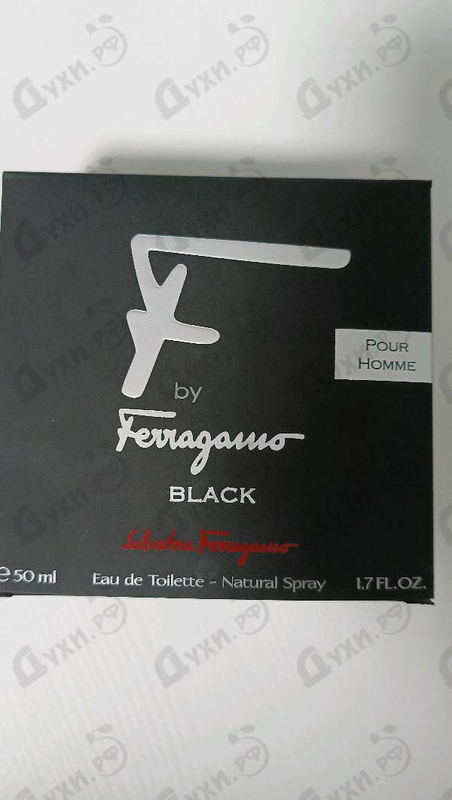 F
by
Ferragamo
BLACK
POUR
HOMME
Salvatore Ferragamo
e 50 ml Eau de Toilette – Natural Spray 1.7 FL.OZ.
Духи.РФ